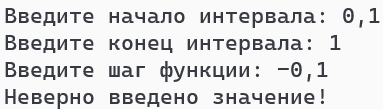 Введите начало интервала: 0,1
Введите конец интервала: 1
Введите шаг функции: -0,1
Неверно введено значение!